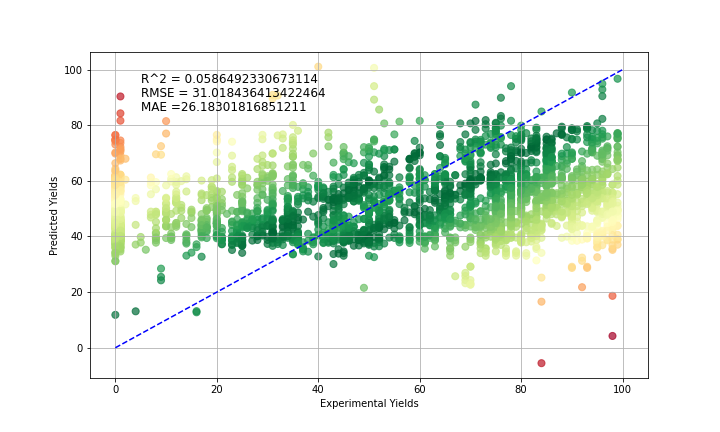 R^2 = 0.0586492330673114
RMSE = 31.018436413422464
MAE =26.18301816851211
100
80
60
40
20
0
Predicted Yields
0 20 40 60 80 100
Experimental Yields